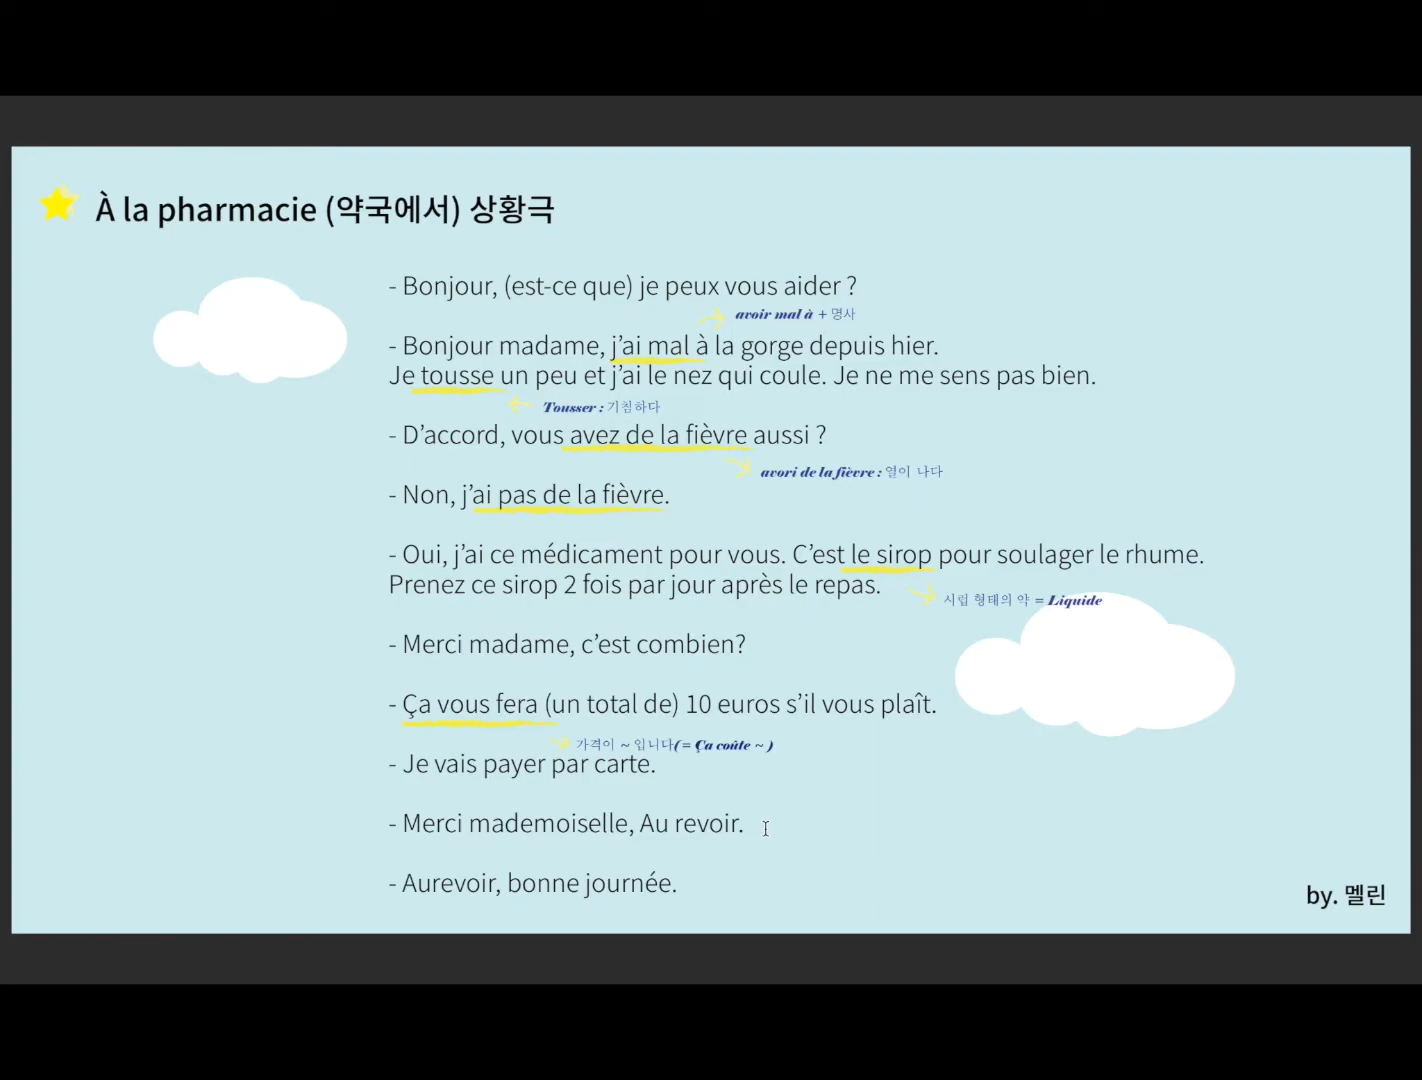 À la pharmacie (약국에서) 상황극
- Bonjour, (est-ce que) je peux vous aider ?
avoir mal à + 명사
- Bonjour madame, j'ai mal à la gorge depuis hier.
Je tousse un peu et j'ai le nez qui coule. Je ne me sens pas bien.
Tousser : 기침하다
- D'accord, vous avez de la fièvre aussi ?
avori de la fièvre : 열이 나다
- Non, j'ai pas de la fièvre.
- Oui, j'ai ce médicament pour vous. C'est le sirop pour soulager le rhume.
Prenez ce sirop 2 fois par jour après le repas.
시럽 형태의 약 = Liquide
- Merci madame, c'est combien?
- Ça vous fera (un total de) 10 euros s'il vous plaît.
가격이 ~ 입니다(= Ça coûte ~ )
- Je vais payer par carte.
- Merci mademoiselle, Au revoir.
- Aurevoir, bonne journée.
by. 멜린